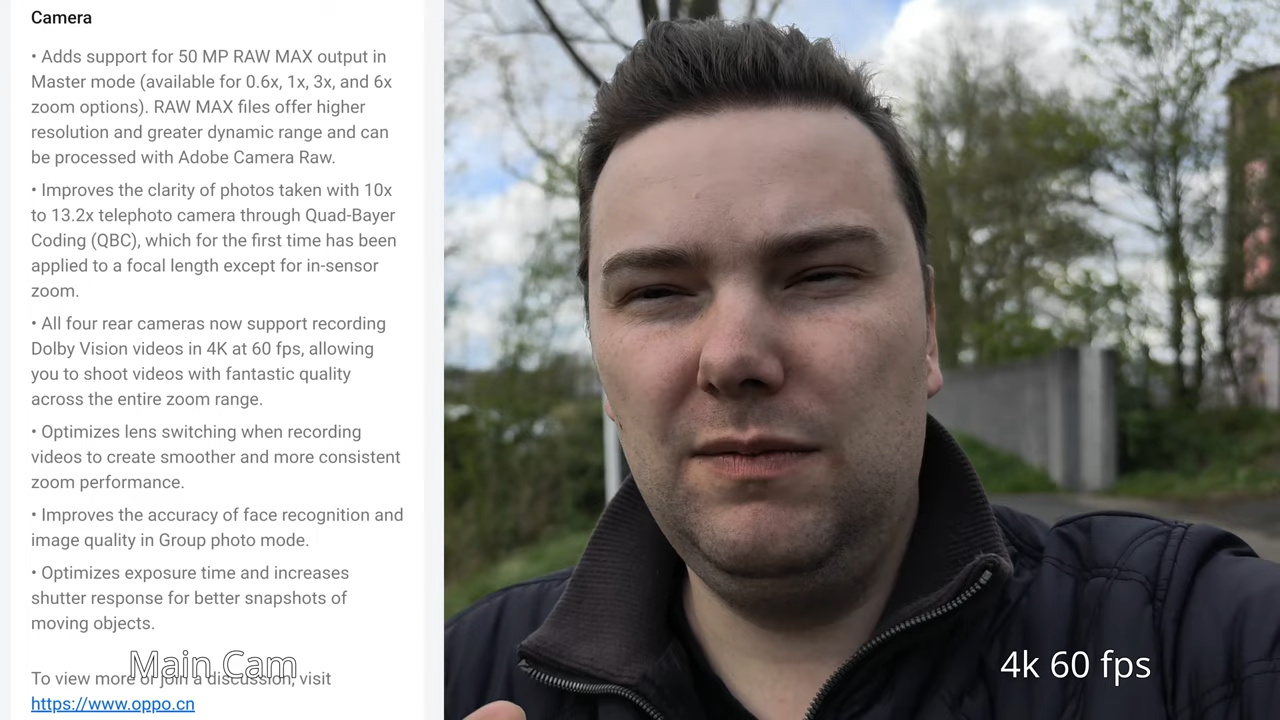 Camera
• Adds support for 50 MP RAW MAX output in
Master mode (available for 0.6x, 1x, 3x, and 6x
zoom options). RAW MAX files offer higher
resolution and greater dynamic range and can
be processed with Adobe Camera Raw.
• Improves the clarity of photos taken with 10x
to 13.2x telephoto camera through Quad-Bayer
Coding (QBC), which for the first time has been
applied to a focal length except for in-sensor
zoom.
• All four rear cameras now support recording
Dolby Vision videos in 4K at 60 fps, allowing
you to shoot videos with fantastic quality
across the entire zoom range.
• Optimizes lens switching when recording
videos to create smoother and more consistent
zoom performance.
• Improves the accuracy of face recognition and
image quality in Group photo mode.
• Optimizes exposure time and increases
shutter response for better snapshots of
moving objects.
Main Cam
To view more or join a discussion, visit
https://www.oppo.cn
4k 60 fps